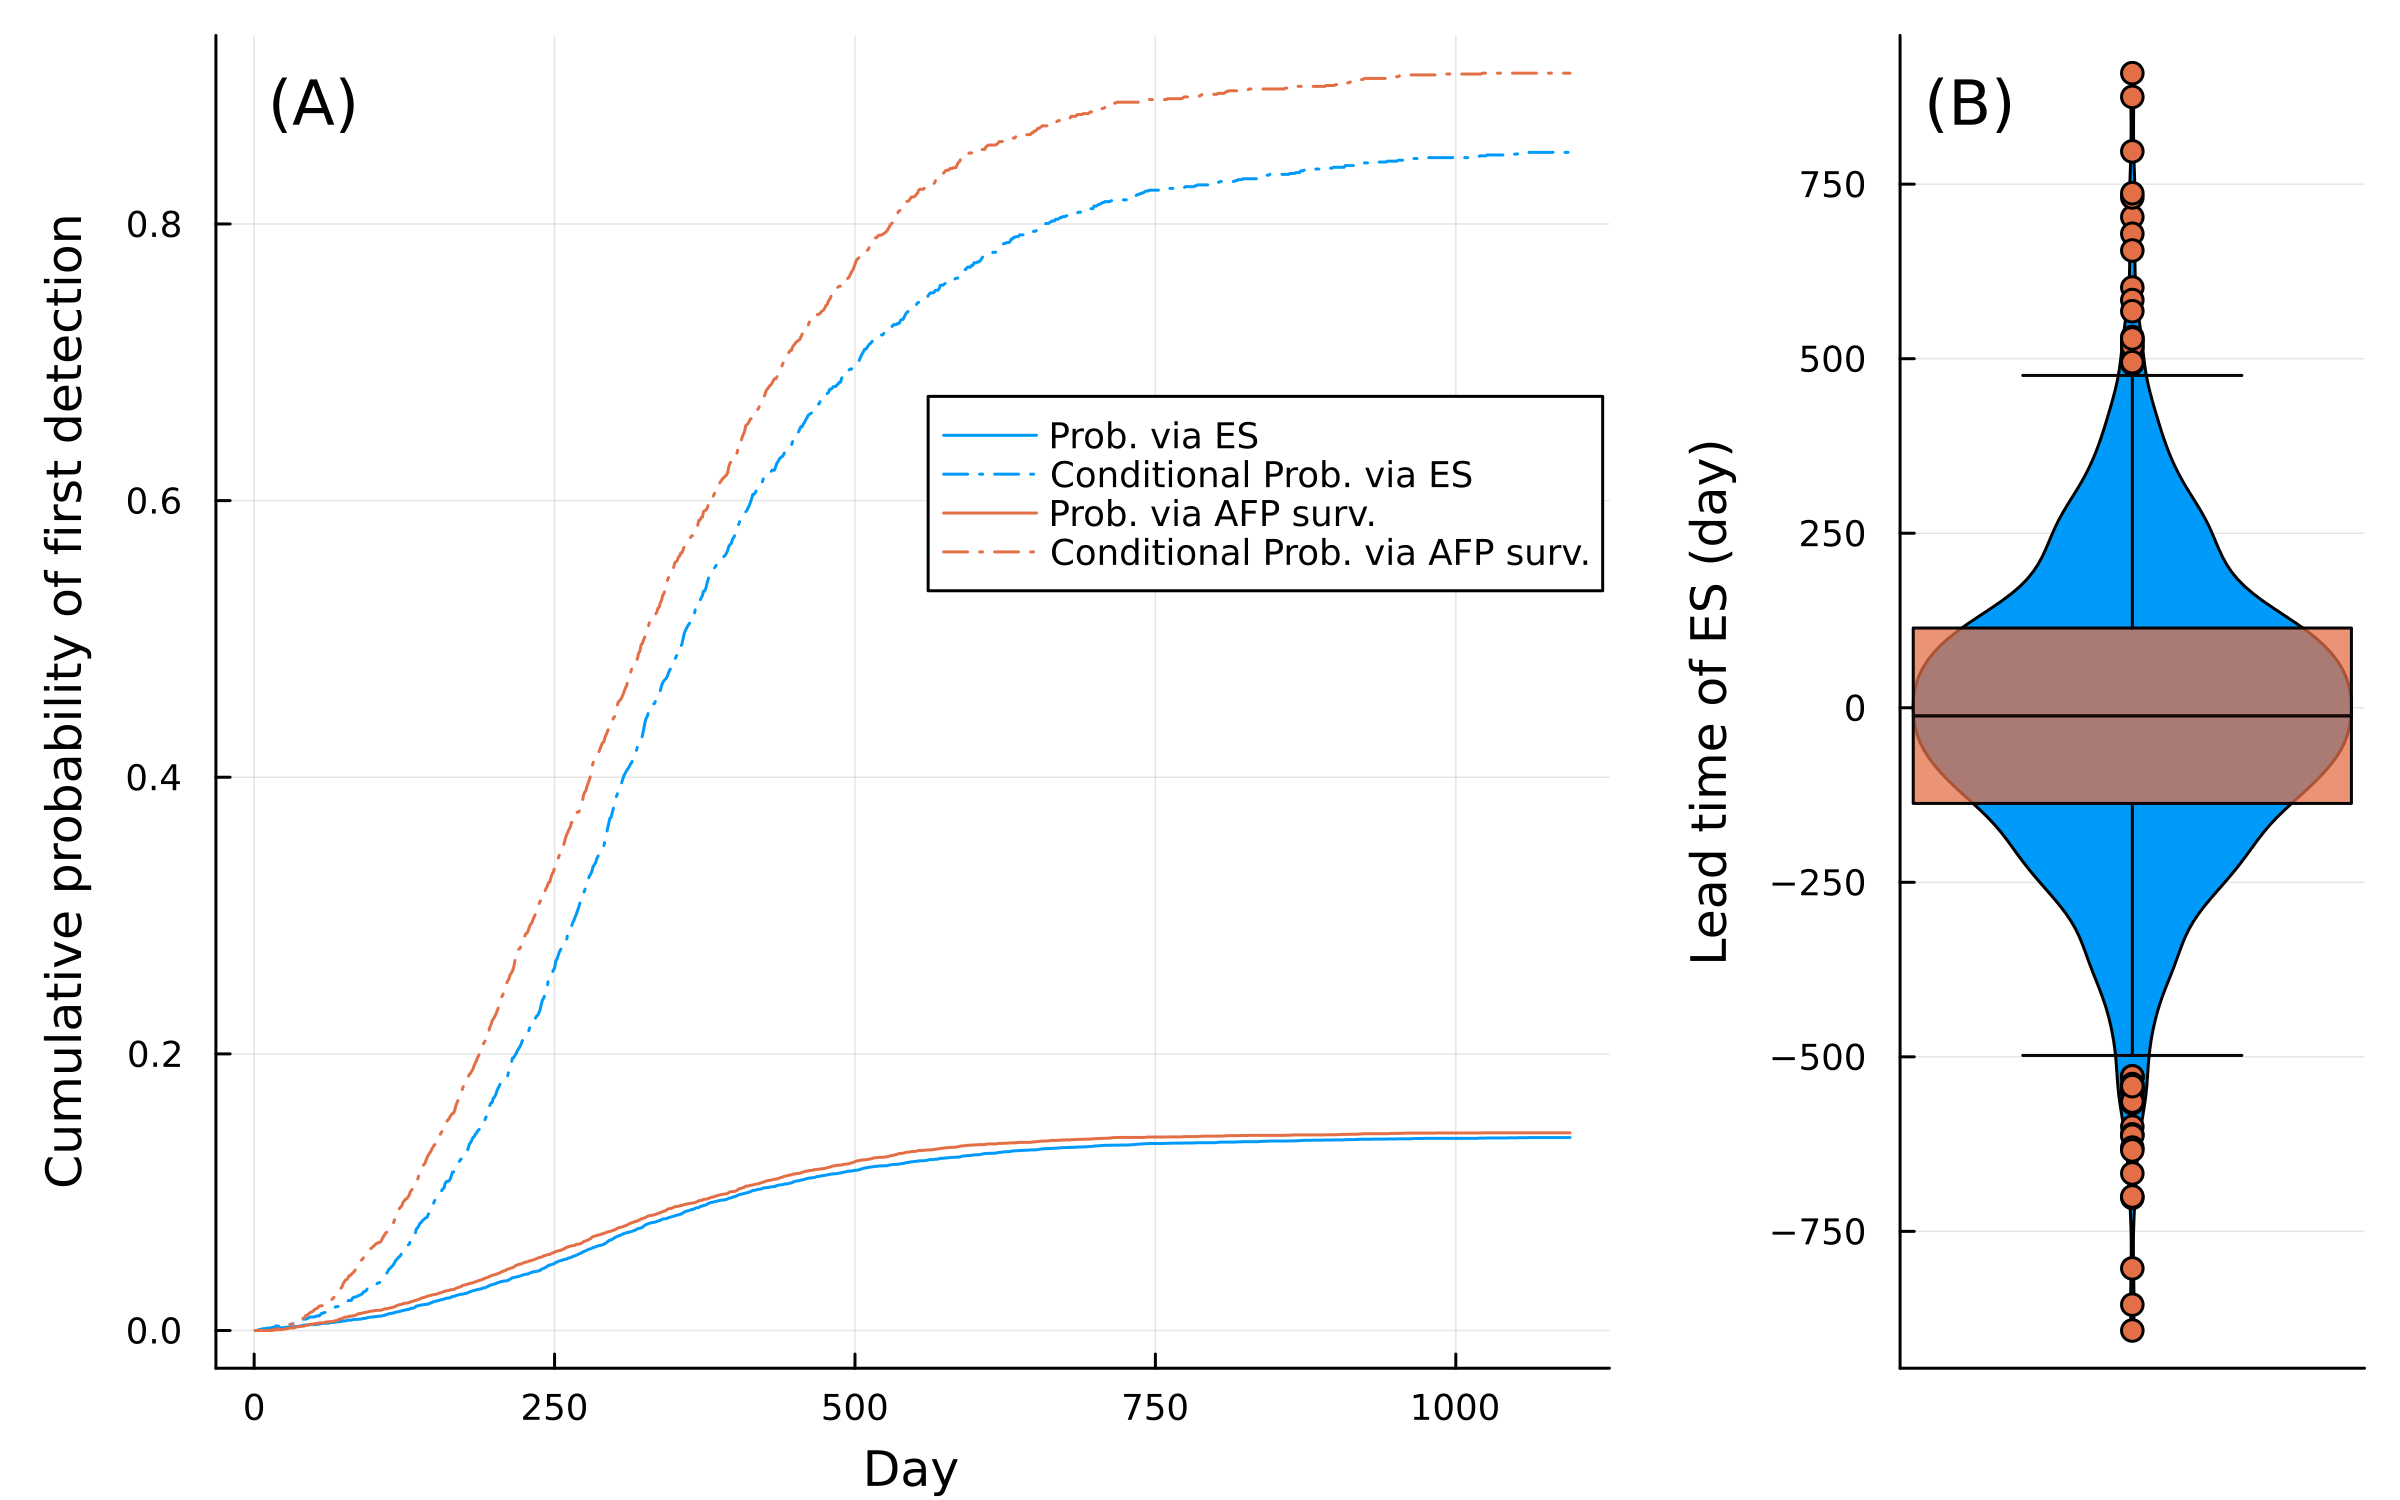 (A)
Cumulative probability of first detection
0.8
0.6
0.4
0.2
0.0
Prob. via ES
Conditional Prob. via ES
Prob. via AFP surv.
Conditional Prob. via AFP surv.
0 250 500 750 1000
Day
(B)
Lead time of ES (day)
750
500
250
0
−250
−500
−750